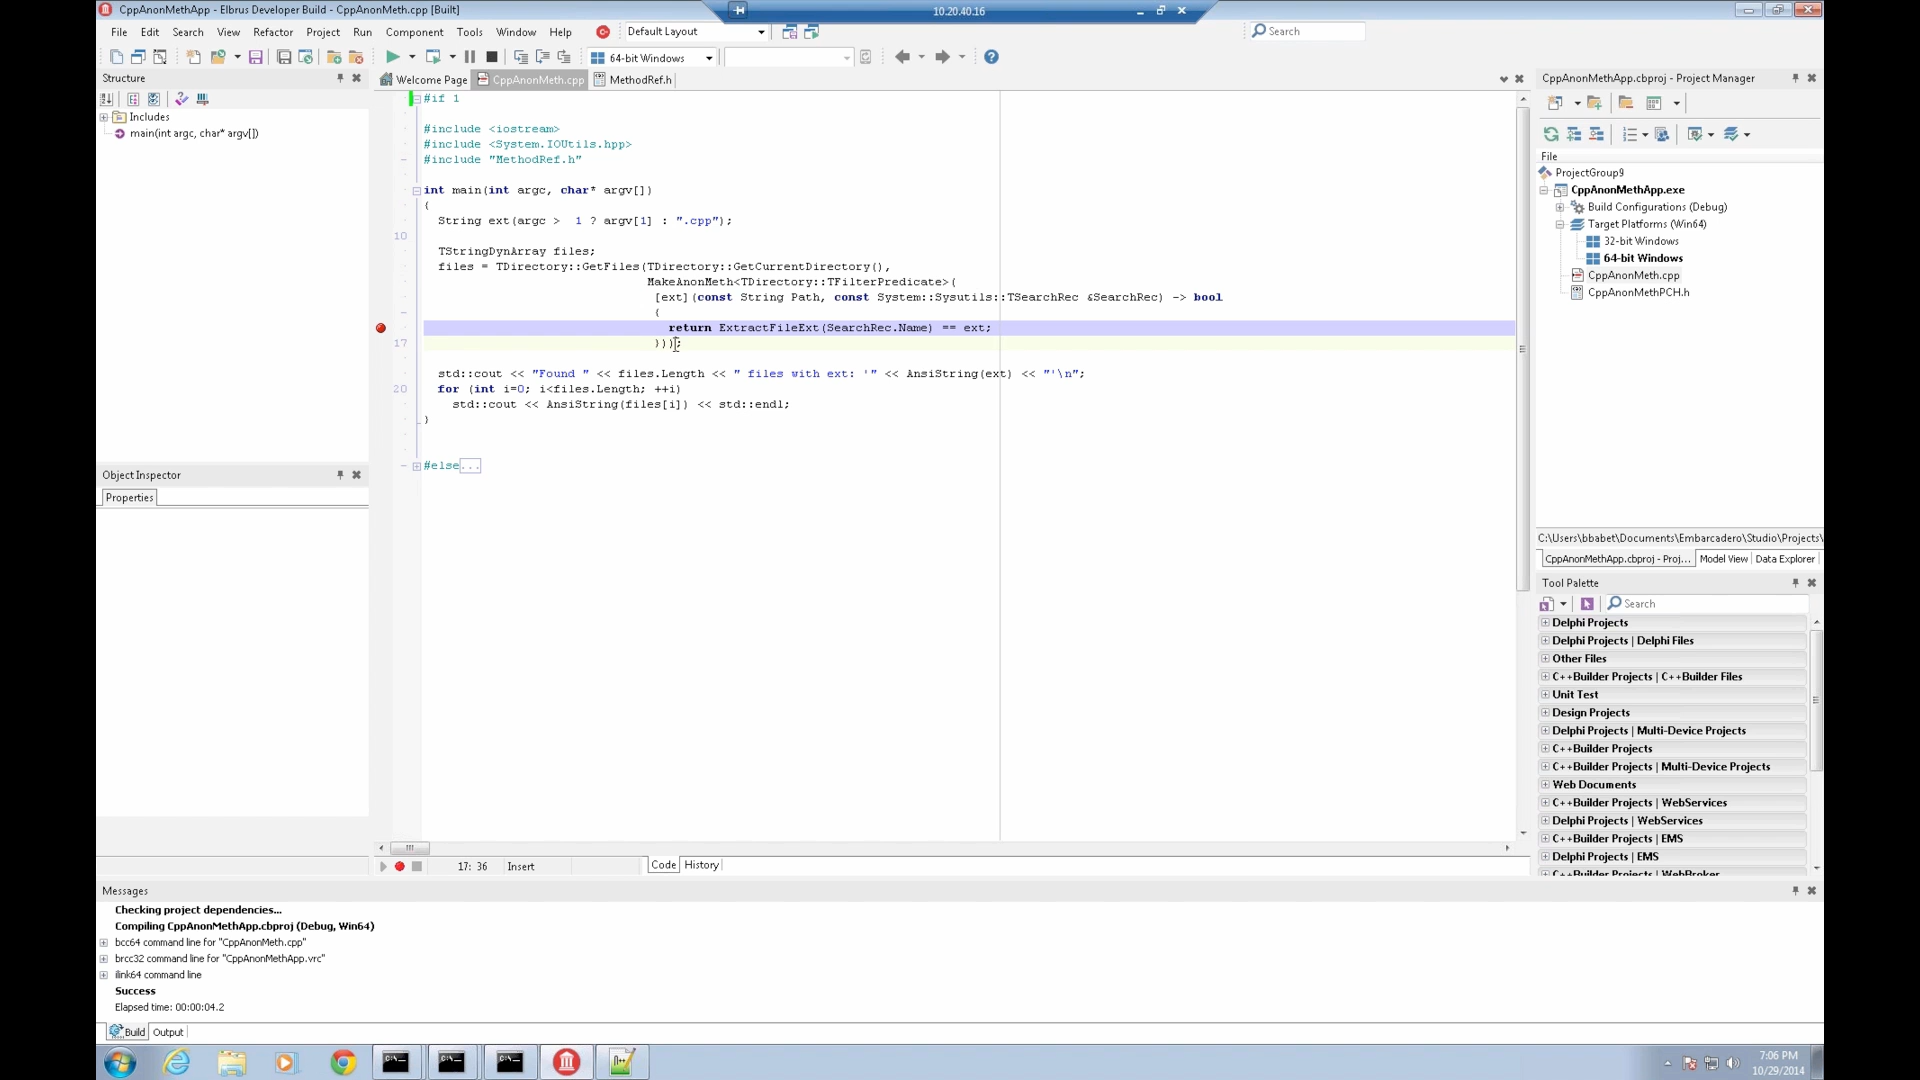 CppAnonMethApp - Elbrus Developer Build - CppAnonMeth.cpp [Built]
10.20.40.16
File Edit Search View Refactor Project Run Component Tools Window Help
Default Layout
Search
64-bit Windows
Structure
Welcome Page
CppAnonMeth.cpp
MethodRef.h
Includes
main(int argc, char* argv[])
#if 1
#include <iostream>
#include <System.IOUtils.hpp>
#include "MethodRef.h"
int main(int argc, char* argv[])
{
String ext(argc > 1 ? argv[1] : ".cpp");
10
TStringDynArray files;
files = TDirectory::GetFiles(TDirectory::GetCurrentDirectory(),
MakeAnonMeth<TDirectory::TFilterPredicate>(
[ext](const String Path, const System::Sysutils::TSearchRec &SearchRec) -> bool
{
return ExtractFileExt(SearchRec.Name) == ext;
17 }));
std::cout << "Found " << files.Length << " files with ext: '" << AnsiString(ext) << "'\n";
20 for (int i=0; i<files.Length; ++i)
std::cout << AnsiString(files[i]) << std::endl;
}
#else...
Object Inspector
Properties
17: 36 Insert
Code History
CppAnonMethApp.cbproj - Project Manager
File
ProjectGroup9
CppAnonMethApp.exe
Build Configurations (Debug)
Target Platforms (Win64)
32-bit Windows
64-bit Windows
CppAnonMeth.cpp
CppAnonMethPCH.h
C:\Users\bbabet\Documents\Embarcadero\Studio\Projects\
CppAnonMethApp.cbproj - Proj... Model View Data Explorer
Tool Palette
Search
Delphi Projects
Delphi Projects | Delphi Files
Other Files
C++Builder Projects | C++Builder Files
Unit Test
Design Projects
Delphi Projects | Multi-Device Projects
C++Builder Projects
C++Builder Projects | Multi-Device Projects
Web Documents
C++Builder Projects | WebServices
Delphi Projects | WebServices
C++Builder Projects | EMS
Delphi Projects | EMS
C++Builder Projects | WebBroker
Messages
Checking project dependencies...
Compiling CppAnonMethApp.cbproj (Debug, Win64)
bcc64 command line for "CppAnonMeth.cpp"
brcc32 command line for "CppAnonMethApp.vrc"
ilink64 command line
Success
Elapsed time: 00:00:04.2
Build Output
7:06 PM
10/29/2014